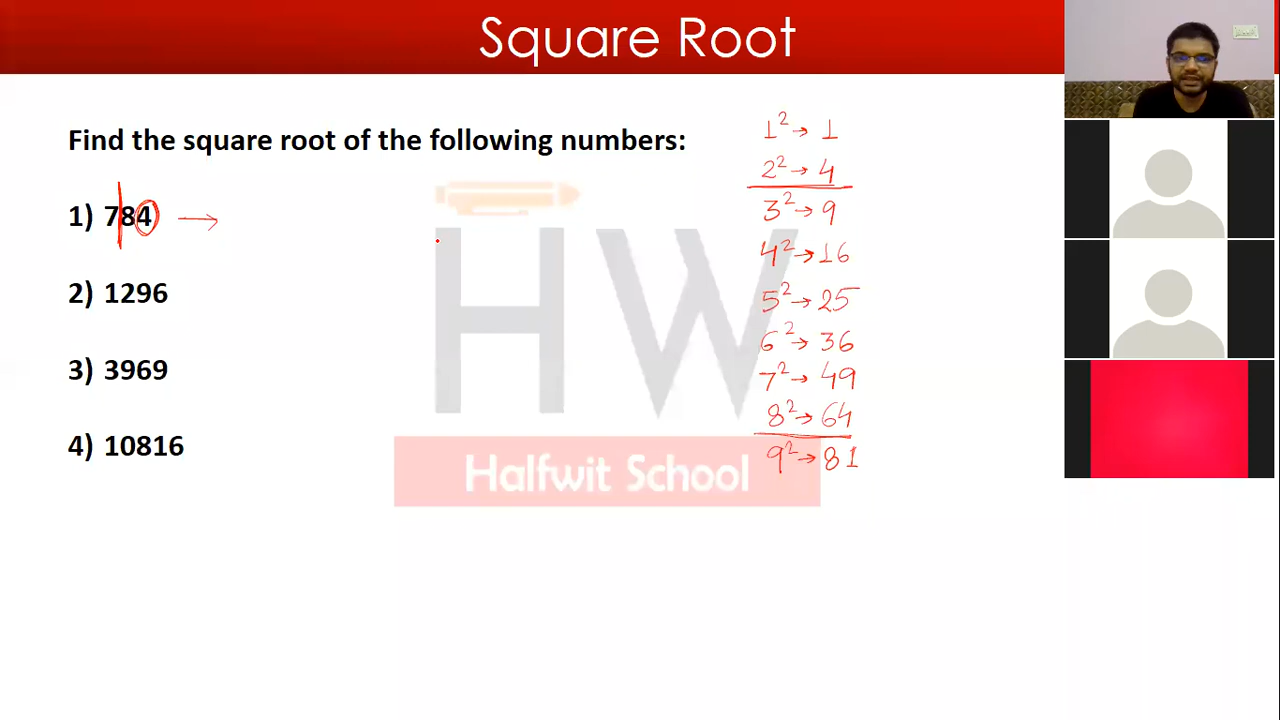 Square Root
Find the square root of the following numbers:
1) 784 →
2) 1296
3) 3969
4) 10816
1² → 1
2² → 4
3² → 9
4² → 16
5² → 25
6² → 36
7² → 49
8² → 64
9² → 81
HW
Halfwit School